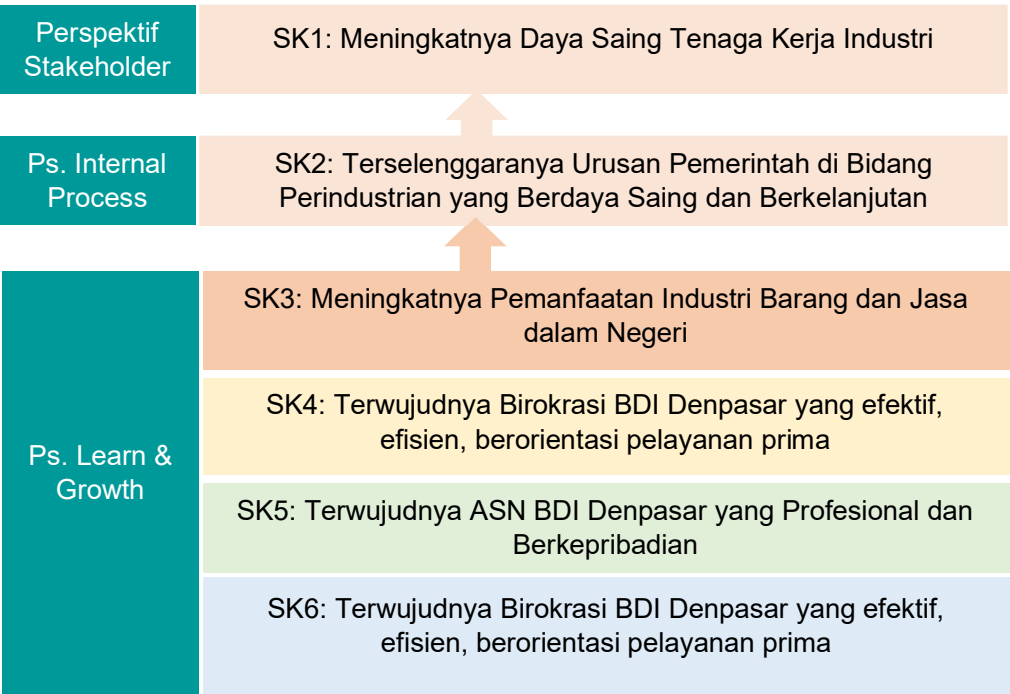 Perspektif
Stakeholder
SK1: Meningkatnya Daya Saing Tenaga Kerja Industri
Ps. Internal
Process
SK2: Terselenggaranya Urusan Pemerintah di Bidang
Perindustrian yang Berdaya Saing dan Berkelanjutan
Ps. Learn &
Growth
SK3: Meningkatnya Pemanfaatan Industri Barang dan Jasa
dalam Negeri
SK4: Terwujudnya Birokrasi BDI Denpasar yang efektif,
efisien, berorientasi pelayanan prima
SK5: Terwujudnya ASN BDI Denpasar yang Profesional dan
Berkepribadian
SK6: Terwujudnya Birokrasi BDI Denpasar yang efektif,
efisien, berorientasi pelayanan prima